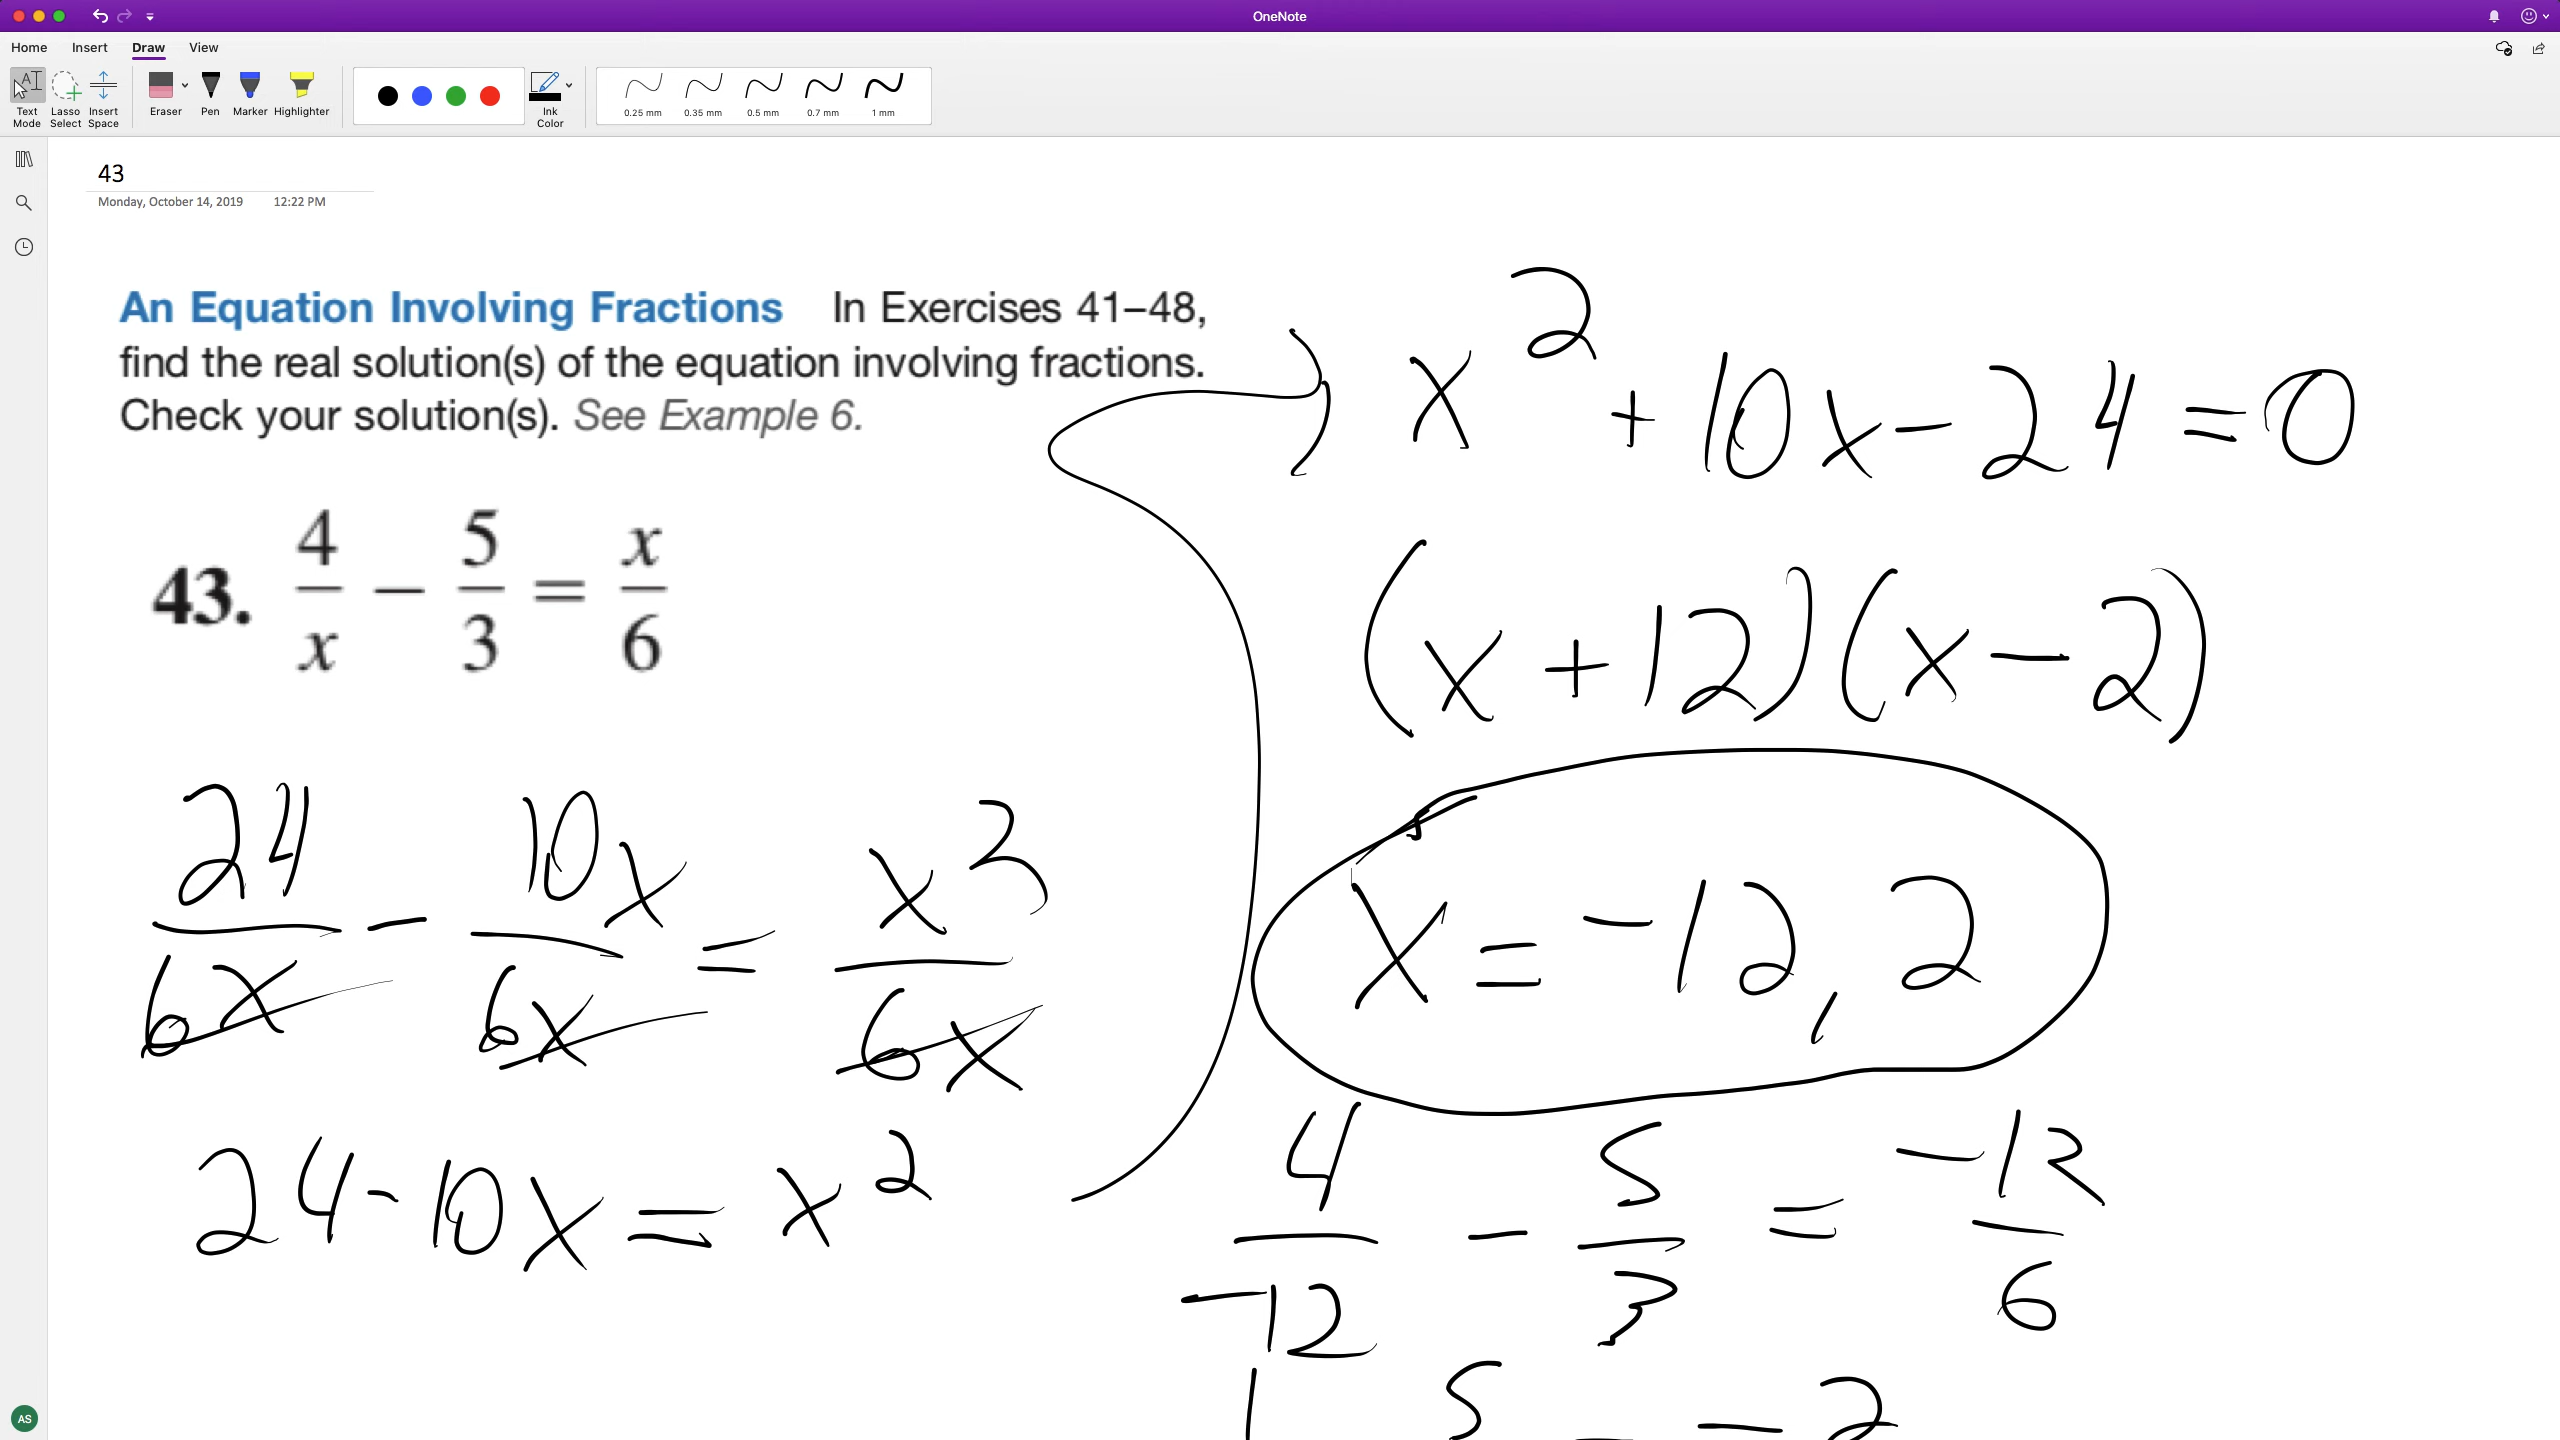 OneNote
Home Insert Draw View
Text Mode
Lasso Select
Insert Space
Eraser
Pen
Marker
Highlighter
Ink Color
0.25 mm 0.35 mm 0.5 mm 0.7 mm 1 mm
43
Monday, October 14, 2019 12:22 PM
An Equation Involving Fractions In Exercises 41–48,
find the real solution(s) of the equation involving fractions.
Check your solution(s). See Example 6.
43. 4/x − 5/3 = x/6
24/6x − 10x/6x = x²/6x
24 - 10x = x²
x² + 10x - 24 = 0
(x + 12)(x - 2)
x = -12, 2
4/-12 - 5/3 = -12/6
AS